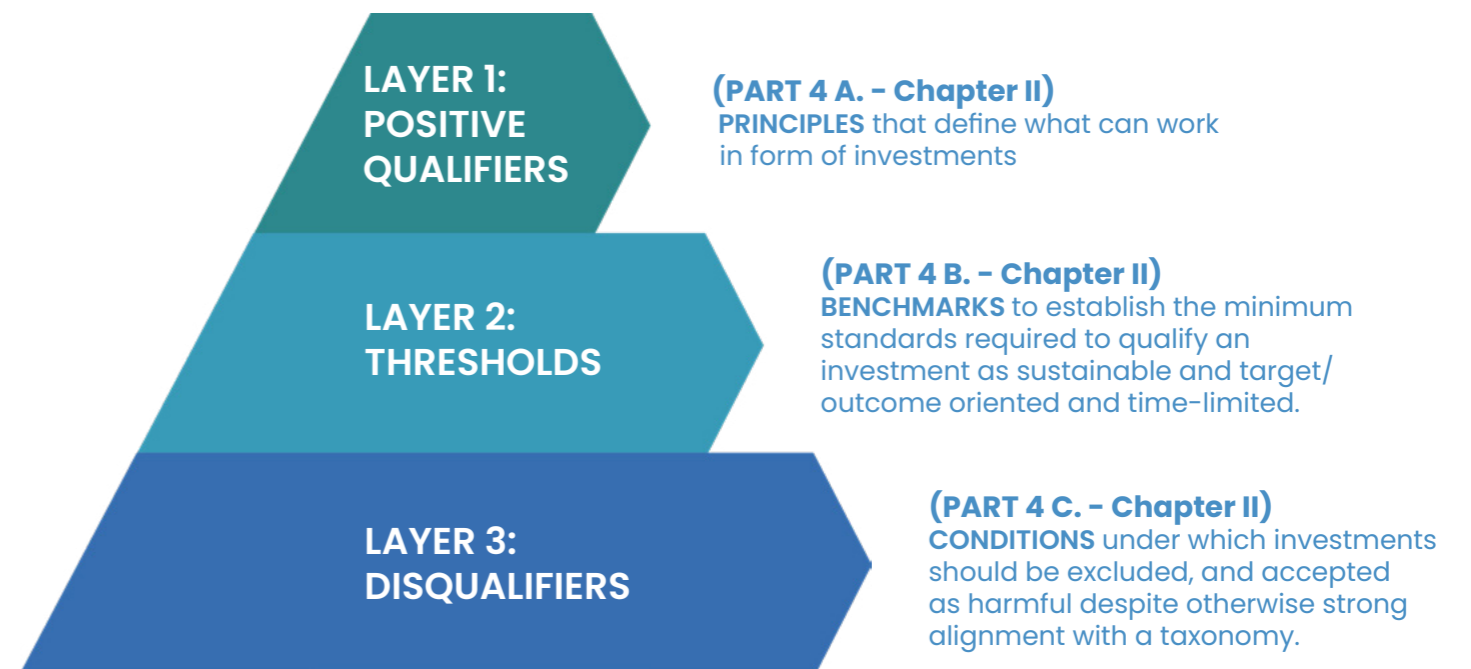 LAYER 1:
POSITIVE
QUALIFIERS
(PART 4 A. - Chapter II)
PRINCIPLES that define what can work
in form of investments
LAYER 2:
THRESHOLDS
(PART 4 B. - Chapter II)
BENCHMARKS to establish the minimum
standards required to qualify an
investment as sustainable and target/
outcome oriented and time-limited.
LAYER 3:
DISQUALIFIERS
(PART 4 C. - Chapter II)
CONDITIONS under which investments
should be excluded, and accepted
as harmful despite otherwise strong
alignment with a taxonomy.